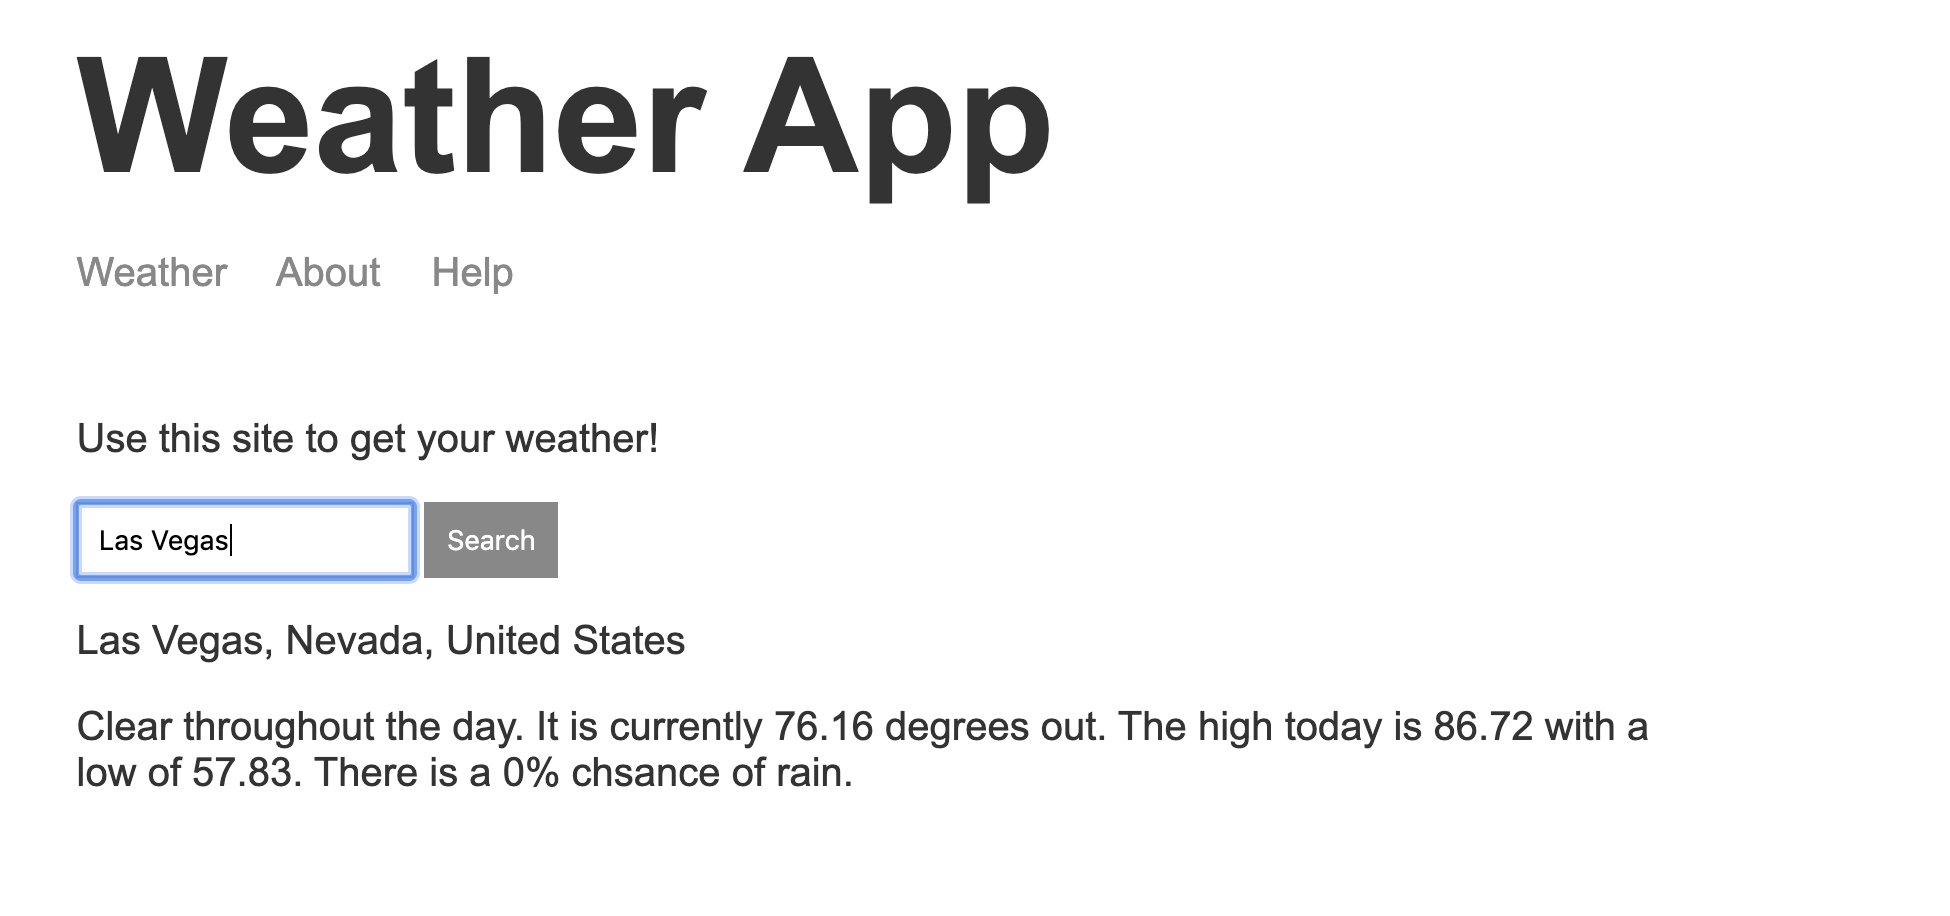 Weather App
Weather About Help
Use this site to get your weather!
Las Vegas Search
Las Vegas, Nevada, United States
Clear throughout the day. It is currently 76.16 degrees out. The high today is 86.72 with a
low of 57.83. There is a 0% chsance of rain.